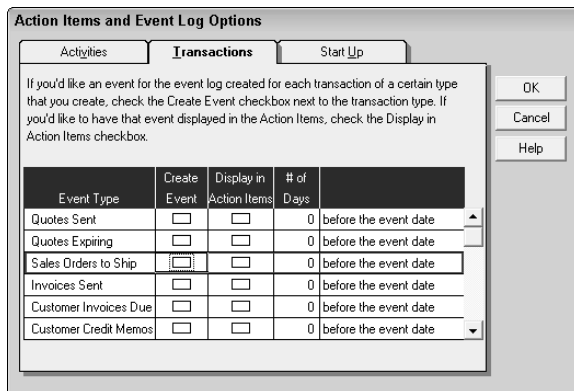 Action Items and Event Log Options
Activities
Transactions
Start Up
If you'd like an event for the event log created for each transaction of a certain type
that you create, check the Create Event checkbox next to the transaction type. If
you'd like to have that event displayed in the Action Items, check the Display in
Action Items checkbox.
OK
Cancel
Help
Event Type Create Event Display in Action Items # of Days
Quotes Sent 0 before the event date
Quotes Expiring 0 before the event date
Sales Orders to Ship 0 before the event date
Invoices Sent 0 before the event date
Customer Invoices Due 0 before the event date
Customer Credit Memos 0 before the event date